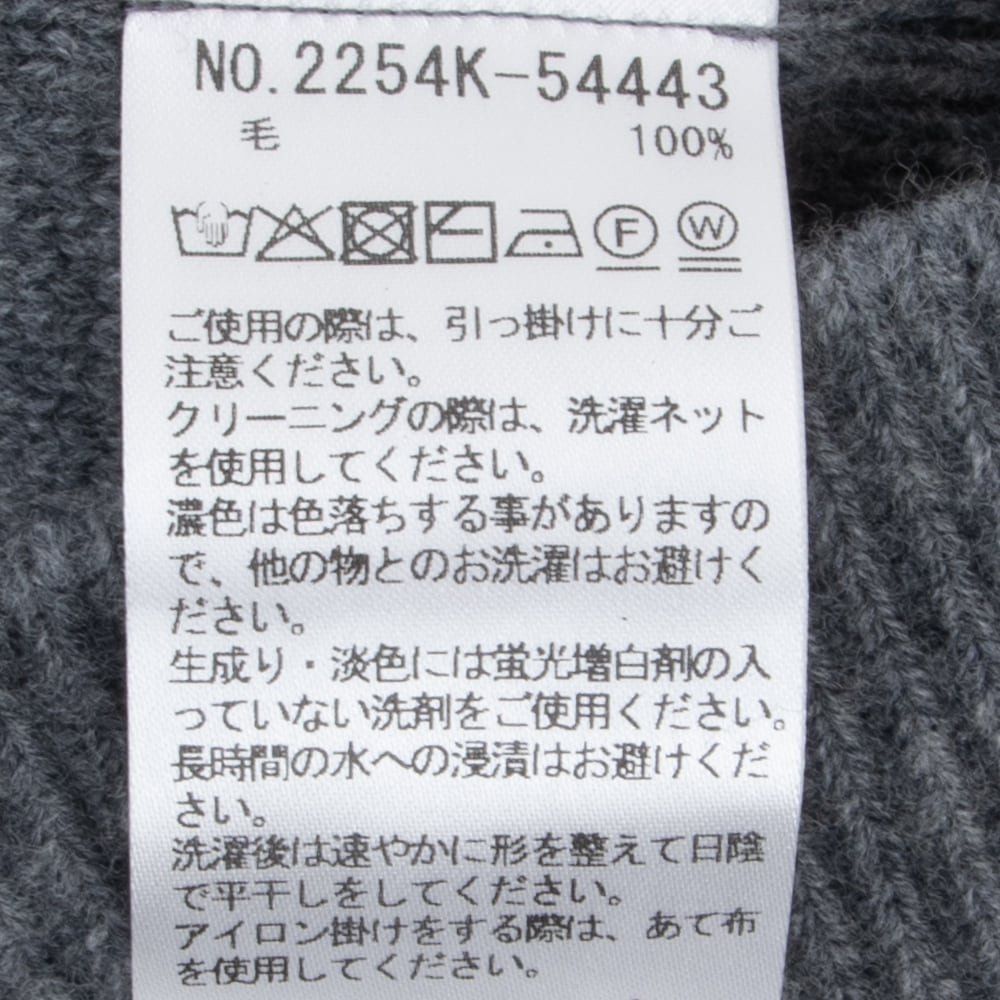 NO.2254K-54443
毛 100%
F W
ご使用の際は、引っ掛けに十分ご
注意ください。
クリーニングの際は、洗濯ネット
を使用してください。
濃色は色落ちする事がありますの
で、他の物とのお洗濯はお避けく
ださい。
生成り・淡色には蛍光増白剤の入
っていない洗剤をご使用ください。
長時間の水への浸漬はお避けくだ
さい。
洗濯後は速やかに形を整えて日陰
で平干しをしてください。
アイロン掛けをする際は、あて布
を使用してください。